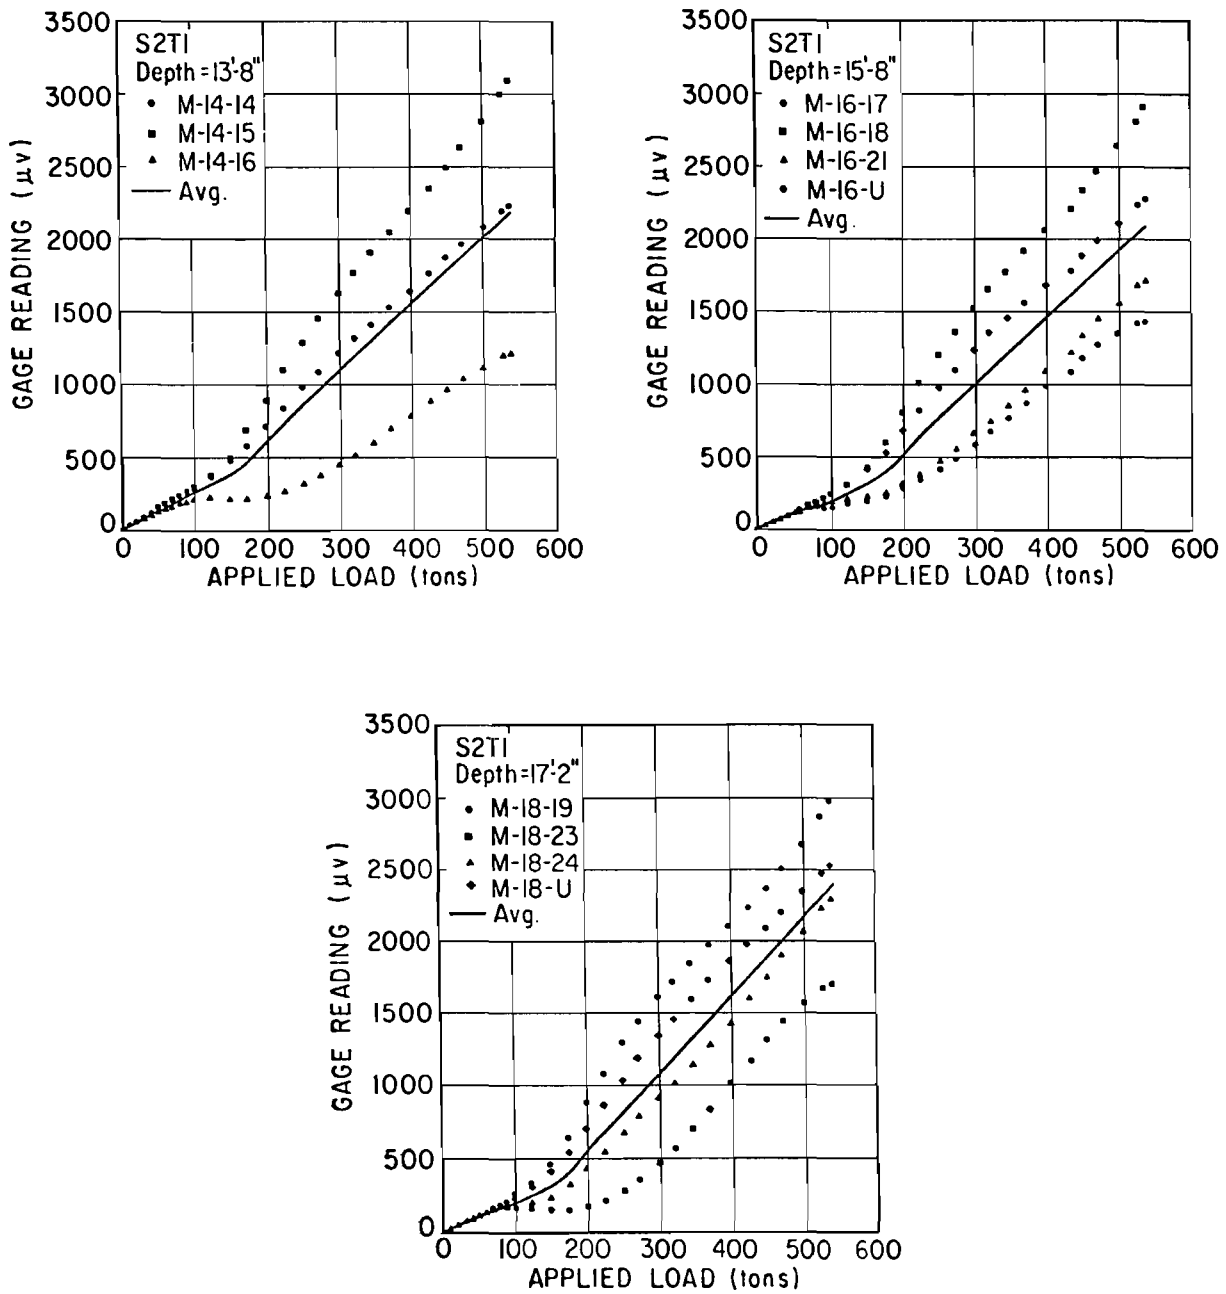 3500
3000
2500
2000
1500
1000
500
0
GAGE READING (μv)
S2T1
Depth=13'-8"
M-14-14
M-14-15
M-14-16
Avg.
0 100 200 300 400 500 600
APPLIED LOAD (tons)
3500
3000
2500
2000
1500
1000
500
0
GAGE READING (μv)
S2T1
Depth=15'-8"
M-16-17
M-16-18
M-16-21
M-16-U
Avg.
0 100 200 300 400 500 600
APPLIED LOAD (tons)
3500
3000
2500
2000
1500
1000
500
0
GAGE READING (μv)
S2T1
Depth=17'-2"
M-18-19
M-18-23
M-18-24
M-18-U
Avg.
0 100 200 300 400 500 600
APPLIED LOAD (tons)